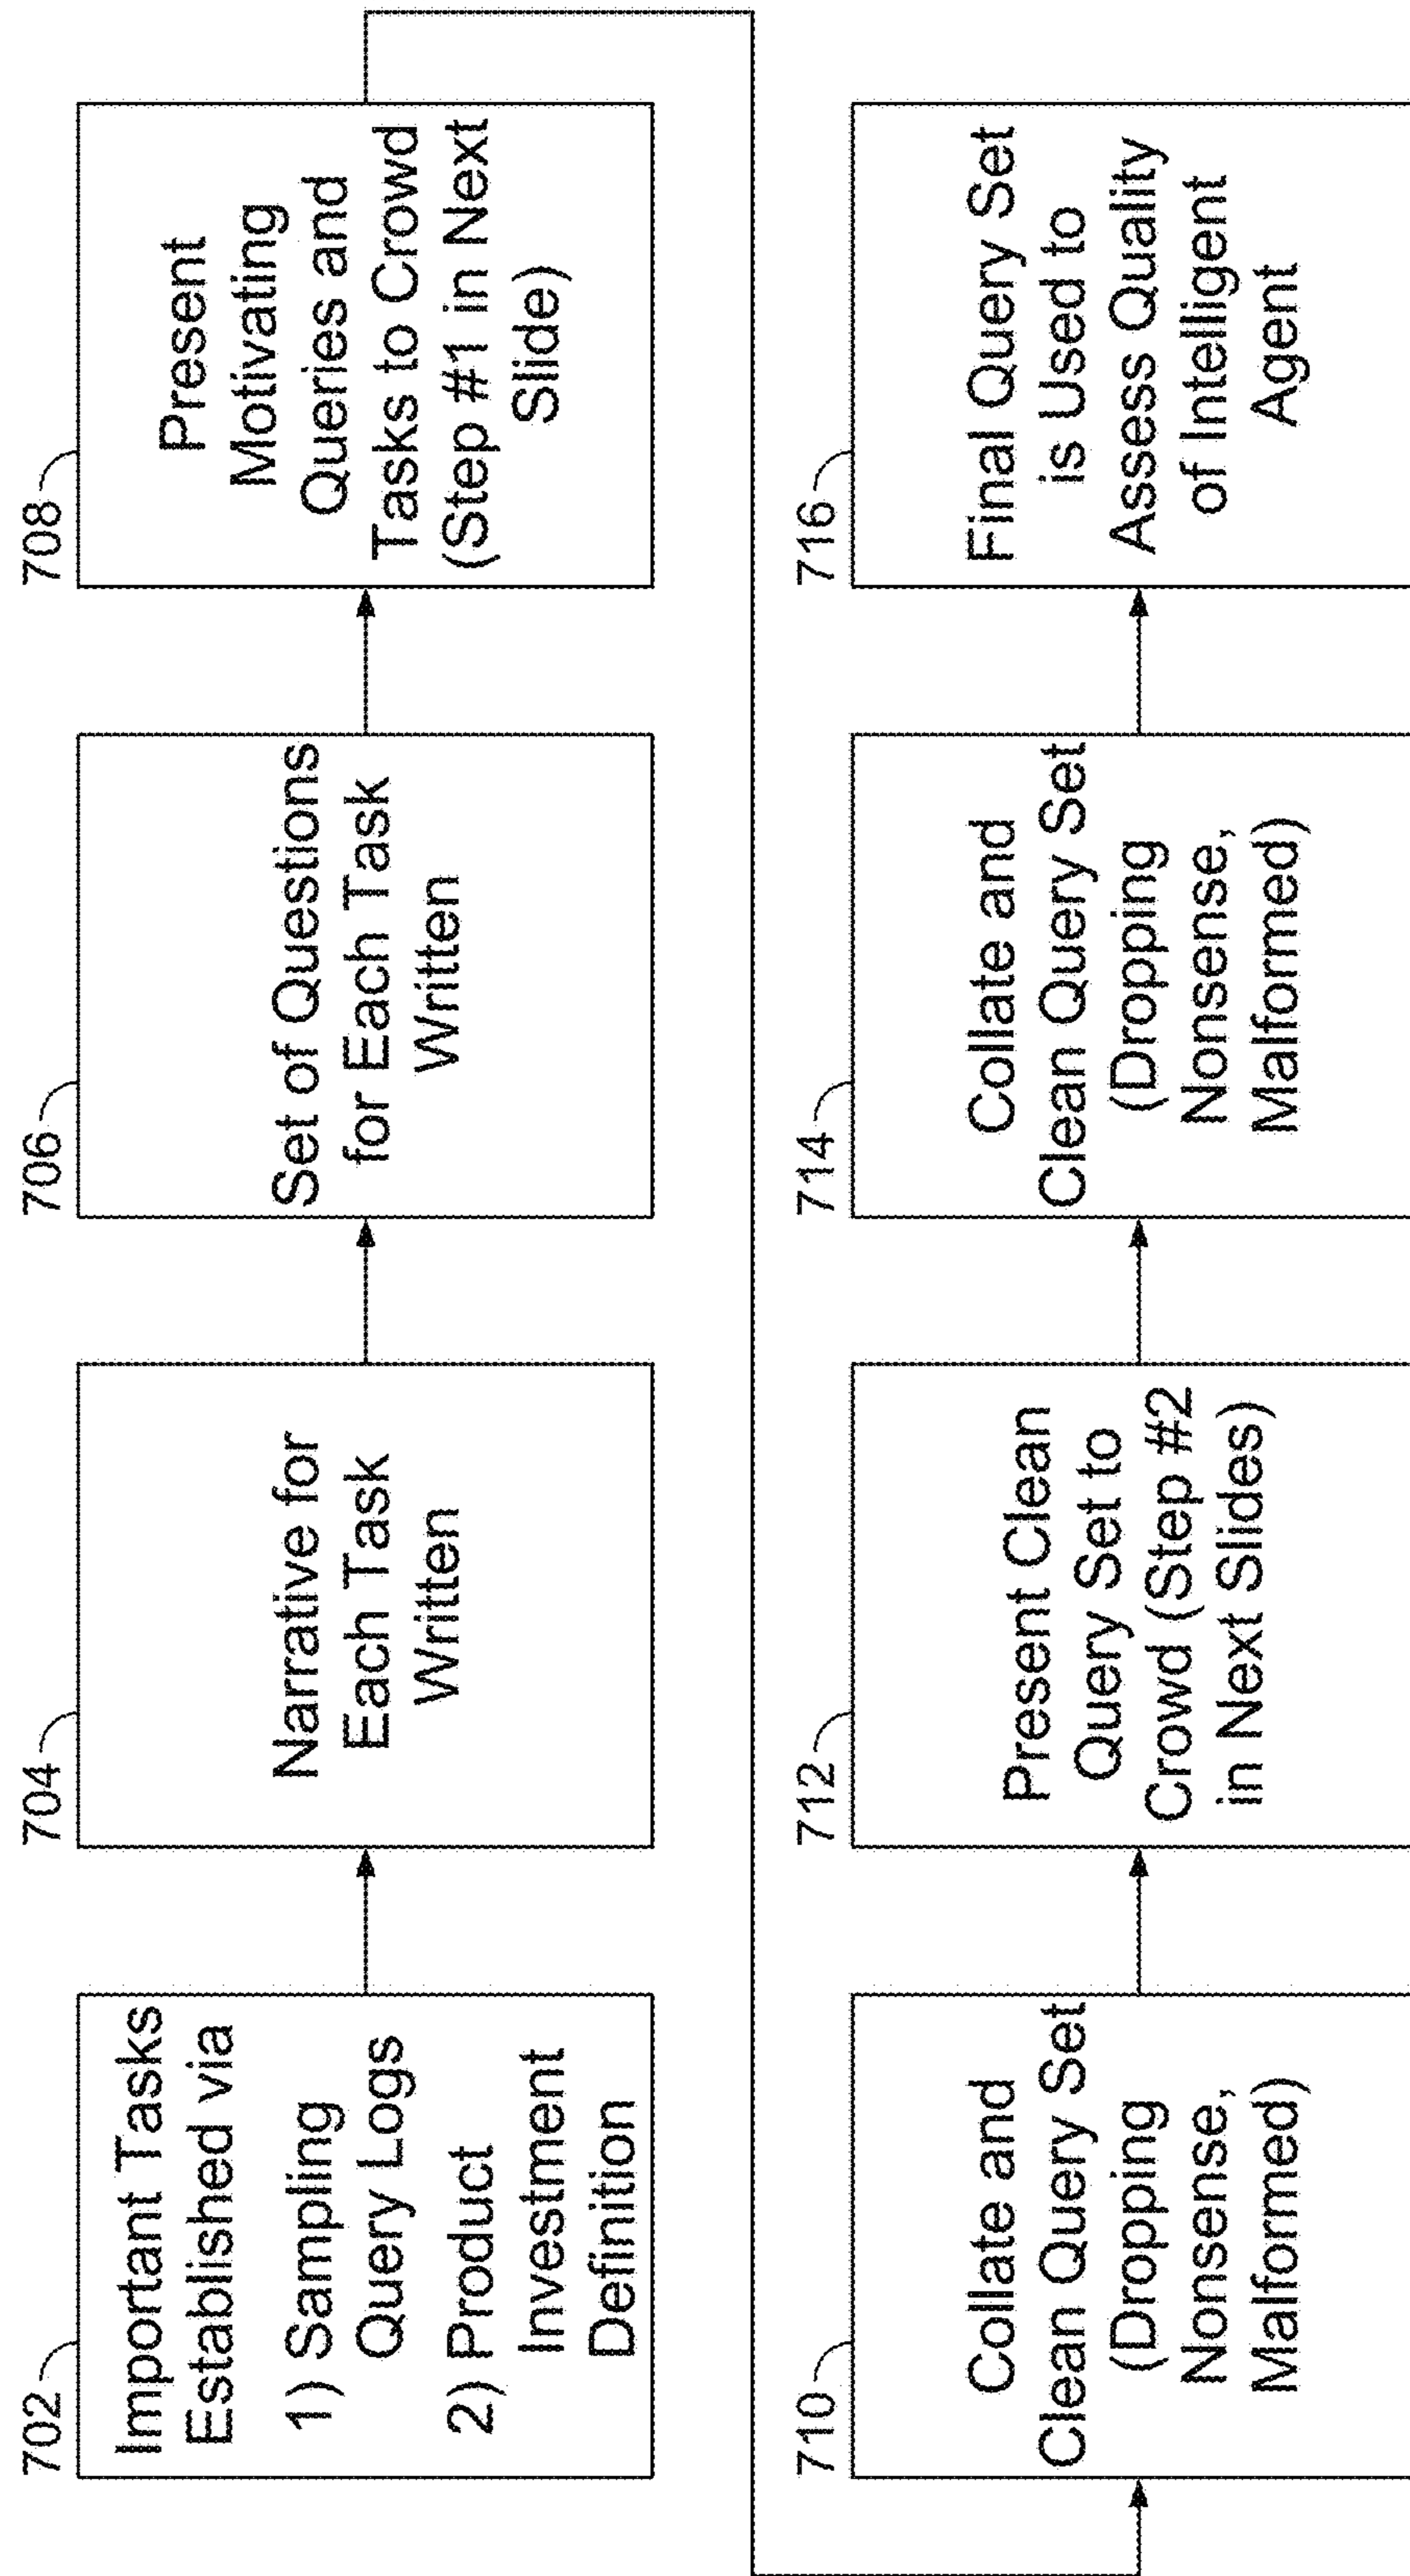 702
Important Tasks
Established via
1) Sampling
Query Logs
2) Product
Investment
Definition
704
Narrative for
Each Task
Written
706
Set of Questions
for Each Task
Written
708
Present
Motivating
Queries and
Tasks to Crowd
(Step #1 in Next
Slide)
710
Collate and
Clean Query Set
(Dropping
Nonsense,
Malformed)
712
Present Clean
Query Set to
Crowd (Step #2
in Next Slides)
714
Collate and
Clean Query Set
(Dropping
Nonsense,
Malformed)
716
Final Query Set
is Used to
Assess Quality
of Intelligent
Agent